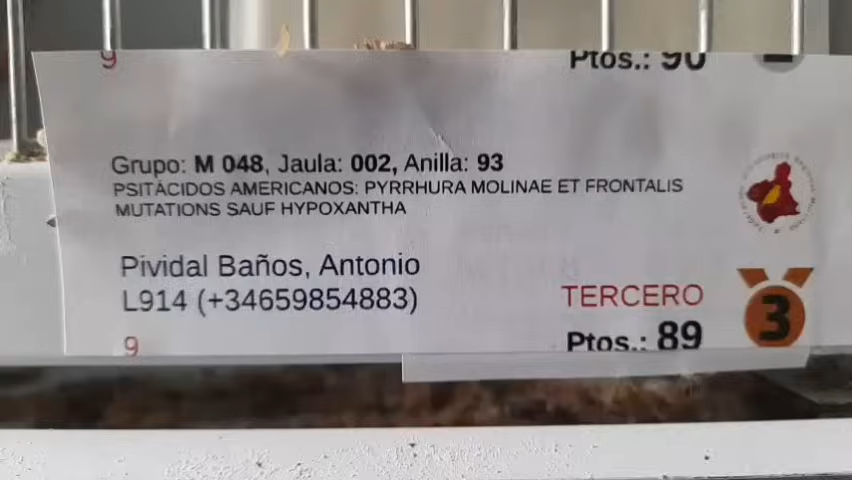 9
Ptos.: 90
Grupo: M 048, Jaula: 002, Anilla: 93
PSITÁCIDOS AMERICANOS: PYRRHURA MOLINAE ET FRONTALIS
MUTATIONS SAUF HYPOXANTHA
Pividal Baños, Antonio
L914 (+34659854883)
TERCERO
3
9
Ptos.: 89